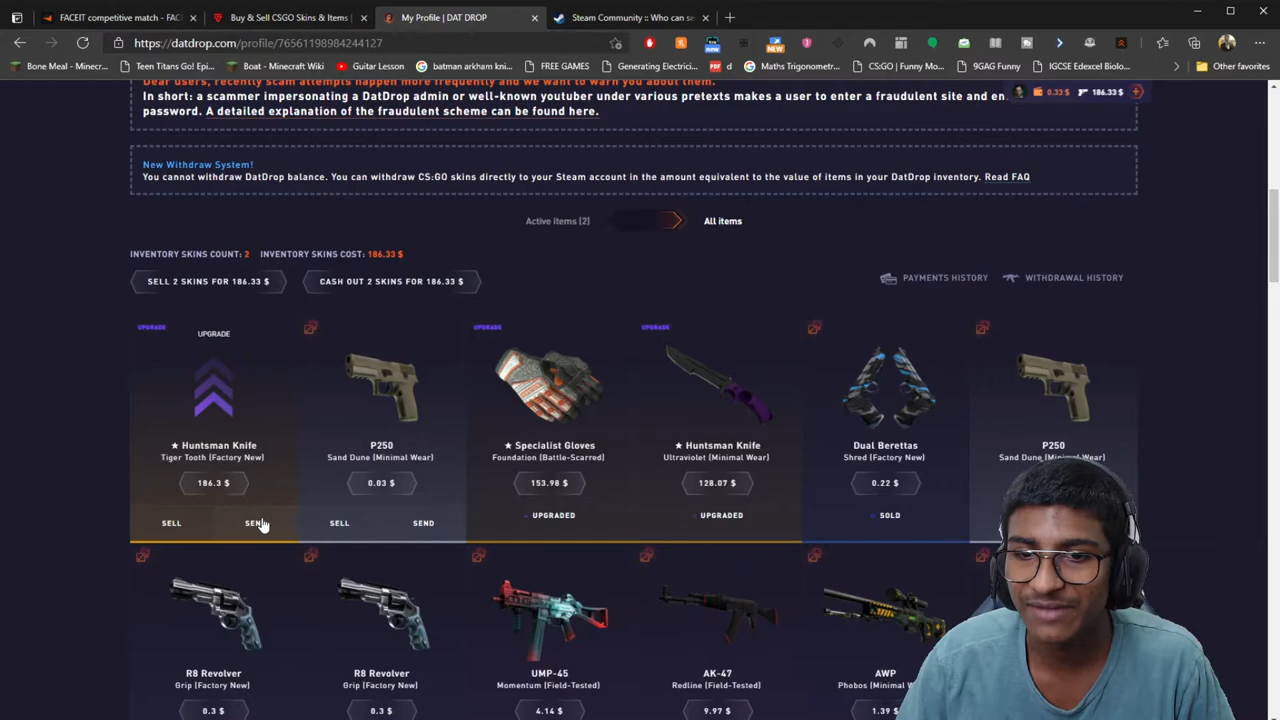 FACEIT competitive match - FAC
Buy & Sell CSGO Skins & Items |
My Profile | DAT DROP
Steam Community :: Who can se
https://datdrop.com/profile/76561198984244127
Bone Meal - Minecr...
Teen Titans Go! Epi...
Boat - Minecraft Wiki
Guitar Lesson
batman arkham kni...
FREE GAMES
Generating Electrici...
d
Maths Trigonometro...
CS:GO | Funny Mo...
9GAG Funny
IGCSE Edexcel Biolo...
Other favorites
Dear users, recently scam attempts happen more frequently and we want to warn you about them.
In short: a scammer impersonating a DatDrop admin or well-known youtuber under various pretexts makes a user to enter a fraudulent site and en
password. A detailed explanation of the fraudulent scheme can be found here.
0.33 $ 186.33 $
New Withdraw System!
You cannot withdraw DatDrop balance. You can withdraw CS:GO skins directly to your Steam account in the amount equivalent to the value of items in your DatDrop inventory. Read FAQ
Active items (2) All items
INVENTORY SKINS COUNT: 2 INVENTORY SKINS COST: 186.33 $
SELL 2 SKINS FOR 186.33 $ CASH OUT 2 SKINS FOR 186.33 $ PAYMENTS HISTORY WITHDRAWAL HISTORY
UPGRADE UPGRADE UPGRADE
UPGRADE
★ Huntsman Knife P250 ★ Specialist Gloves ★ Huntsman Knife Dual Berettas P250
Tiger Tooth (Factory New) Sand Dune (Minimal Wear) Foundation (Battle-Scarred) Ultraviolet (Minimal Wear) Shred (Factory New) Sand Dune (Minimal Wear)
186.3 $ 0.03 $ 153.98 $ 128.07 $ 0.22 $
UPGRADED UPGRADED SOLD
SELL SELL SEND
R8 Revolver R8 Revolver UMP-45 AK-47 AWP
Grip (Factory New) Grip (Factory New) Momentum (Field-Tested) Redline (Field-Tested) Phobos (Minimal Wea
0.3 $ 0.3 $ 4.14 $ 9.97 $ 1.39 $